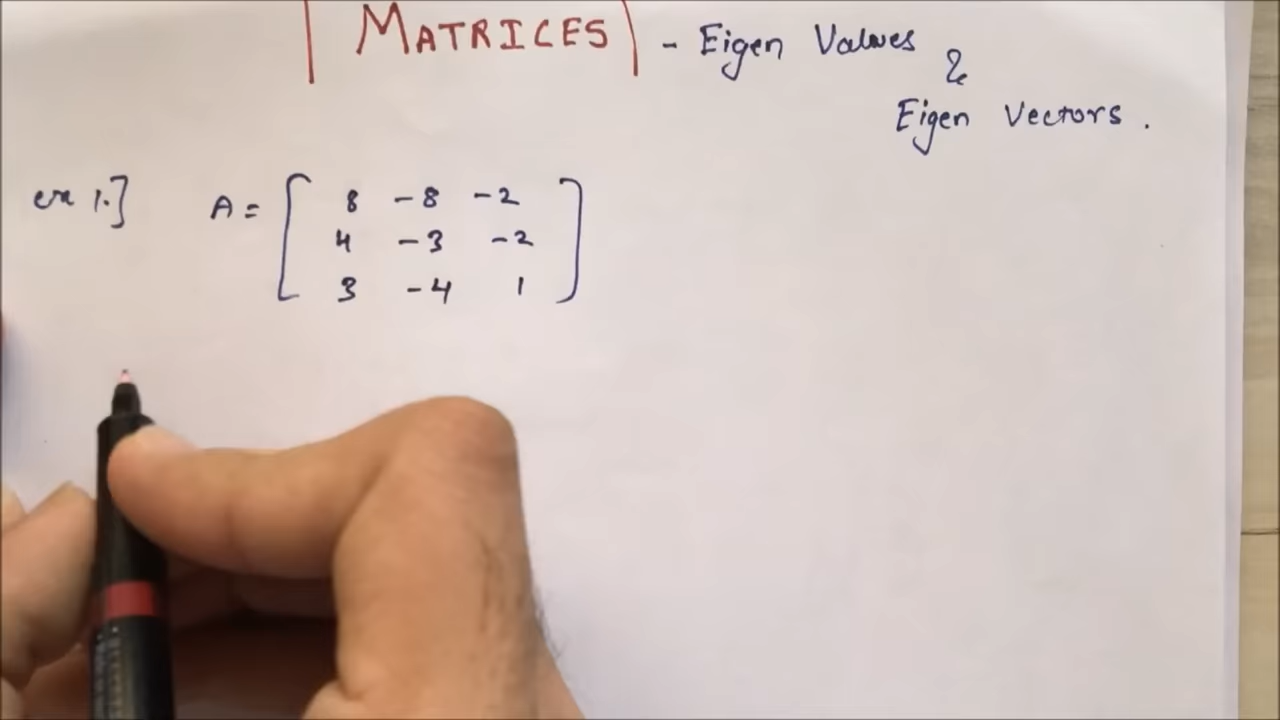 MATRICES - Eigen Values
&
Eigen Vectors.
ex 1.] A = [ 8 -8 -2
4 -3 -2
3 -4 1 ]